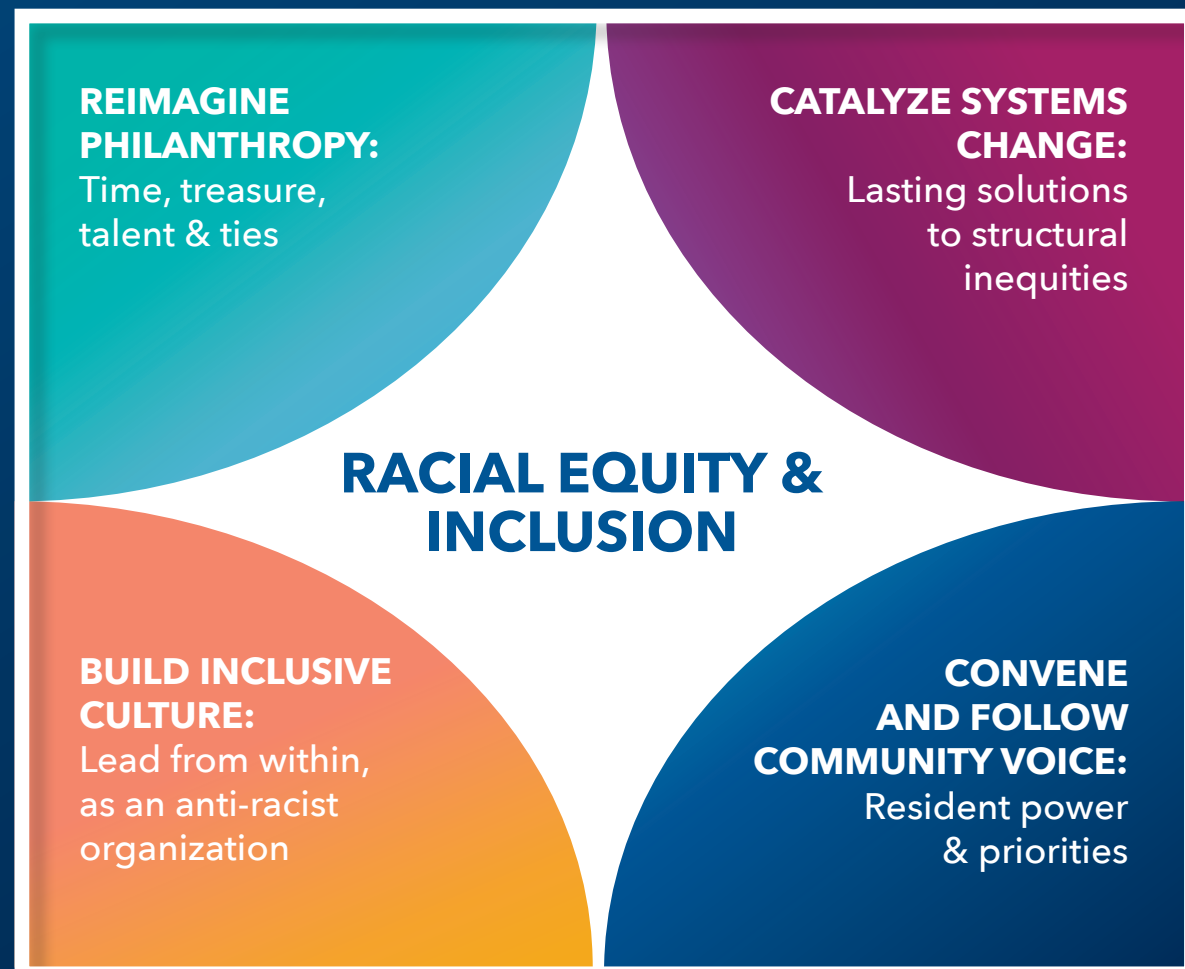 REIMAGINE
PHILANTHROPY:
Time, treasure,
talent & ties
CATALYZE SYSTEMS
CHANGE:
Lasting solutions
to structural
inequities
RACIAL EQUITY &
INCLUSION
BUILD INCLUSIVE
CULTURE:
Lead from within,
as an anti-racist
organization
CONVENE
AND FOLLOW
COMMUNITY VOICE:
Resident power
& priorities